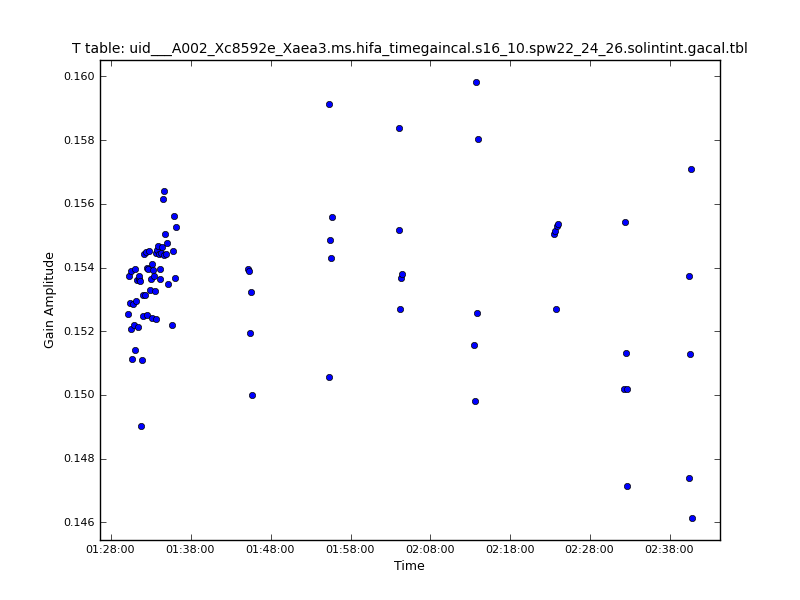 T table: uid___A002_Xc8592e_Xaea3.ms.hifa_timegaincal.s16_10.spw22_24_26.solintint.gacal.tbl
0.160
0.158
0.156
0.154
0.152
0.150
0.148
0.146
Gain Amplitude
01:28:00 01:38:00 01:48:00 01:58:00 02:08:00 02:18:00 02:28:00 02:38:00
Time